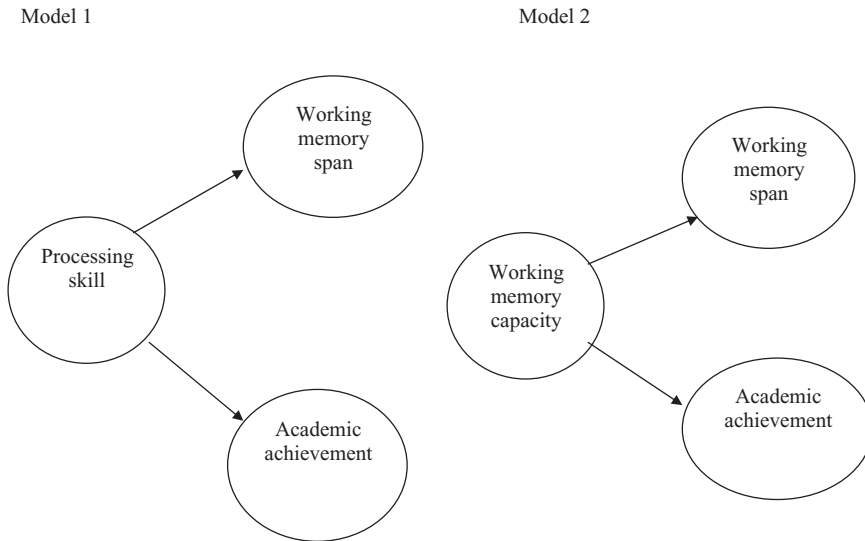 Model 1
Working
memory
span
Processing
skill
Academic
achievement
Model 2
Working
memory
span
Working
memory
capacity
Academic
achievement